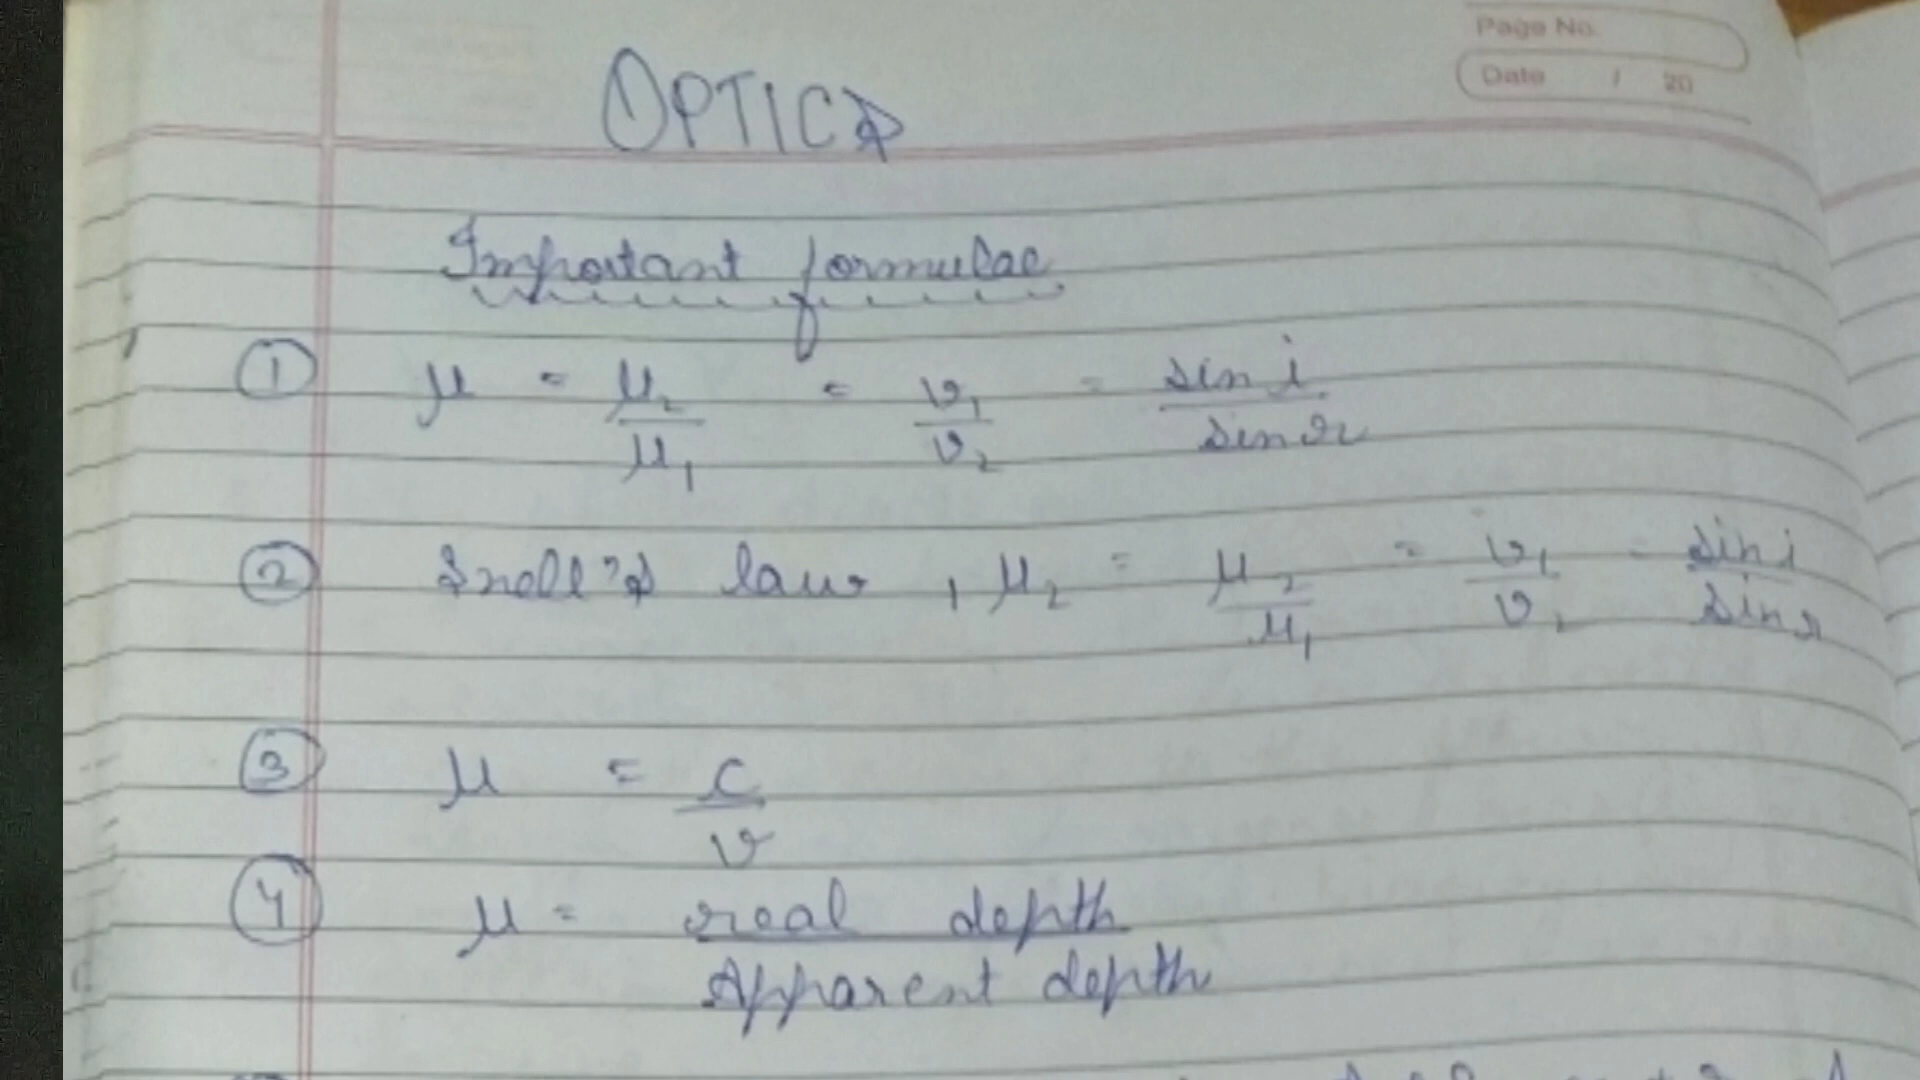 Page No.
Date / 20
OPTICS
Important formulae
① μ = μ₂/μ₁ = v₁/v₂ = sin i/sin r
② Snell's law, ₁μ₂ = μ₂/μ₁ = v₁/v₂ = sin i/sin r
③ μ = c/v
④ μ = real depth/Apparent depth